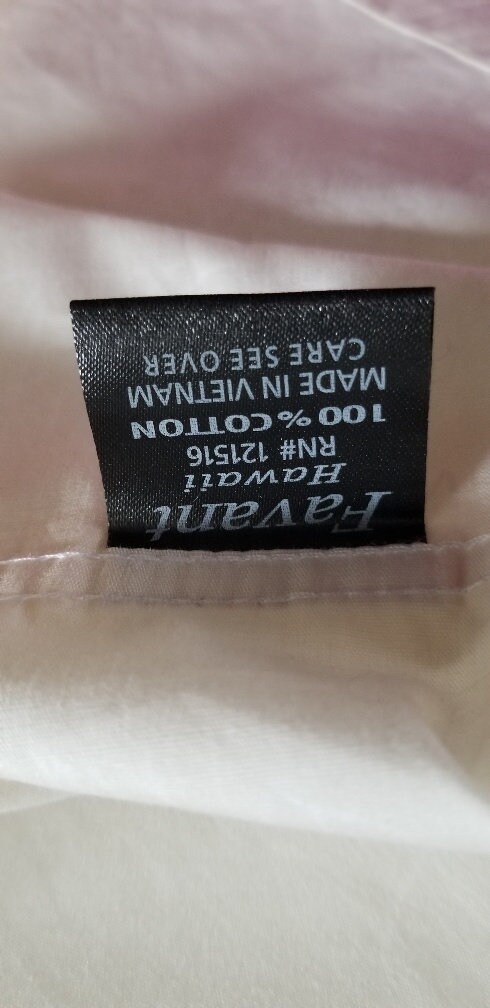 Favant
Hawaii
RN# 121516
100% COTTON
MADE IN VIETNAM
CARE SEE OVER